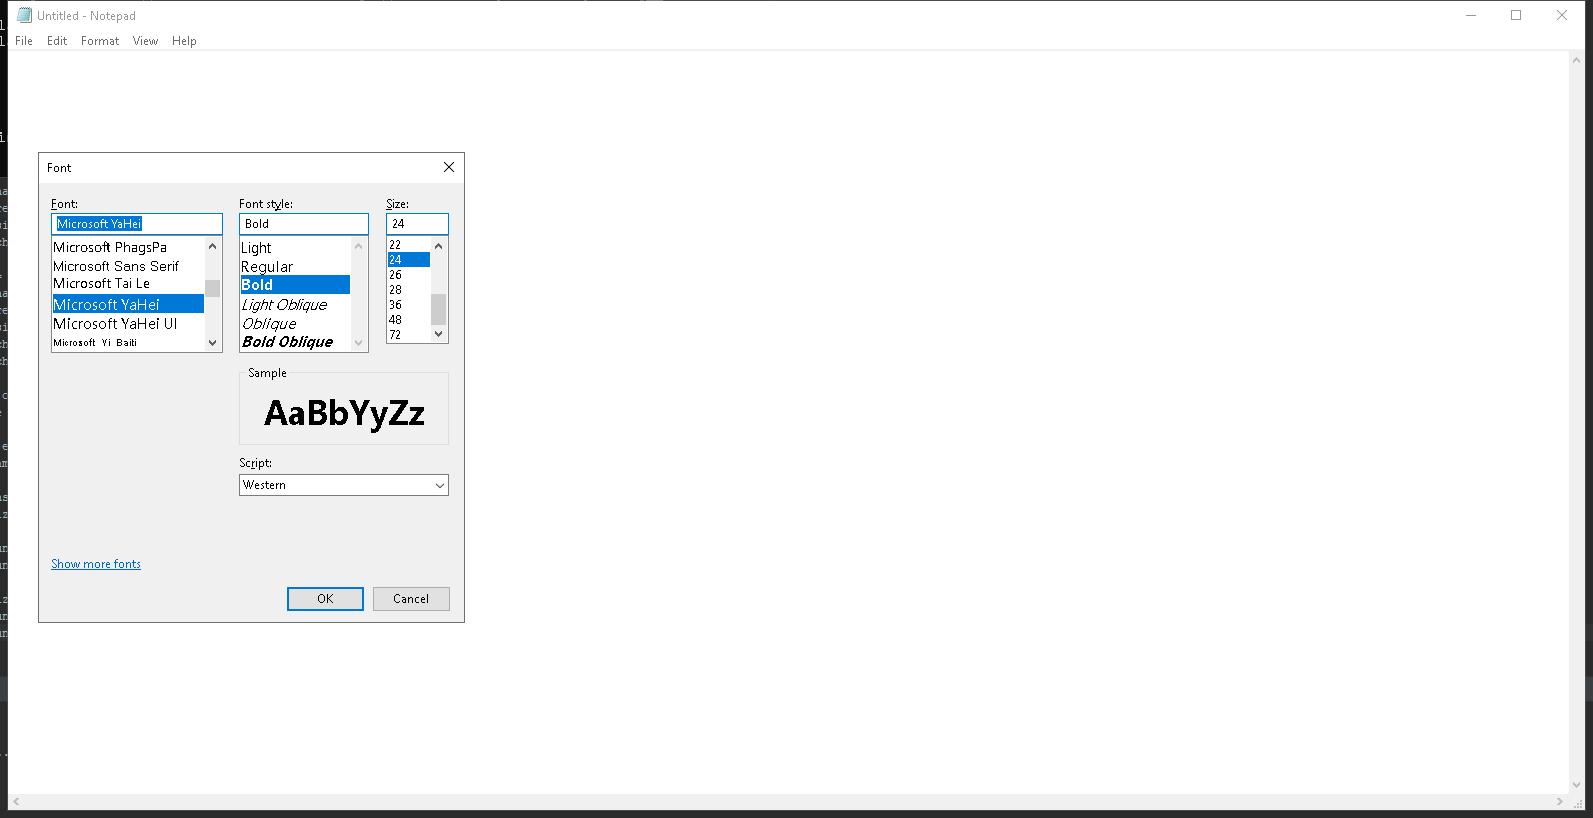 Untitled - Notepad
File Edit Format View Help
Font
Font: Font style: Size:
Microsoft YaHei Bold 24
Microsoft PhagsPa
Microsoft Sans Serif
Microsoft Tai Le
Microsoft YaHei
Microsoft YaHei UI
Microsoft Yi Baiti
Light
Regular
Bold
Light Oblique
Oblique
Bold Oblique
22
24
26
28
36
48
72
Sample
AaBbYyZz
Script:
Western
Show more fonts
OK Cancel